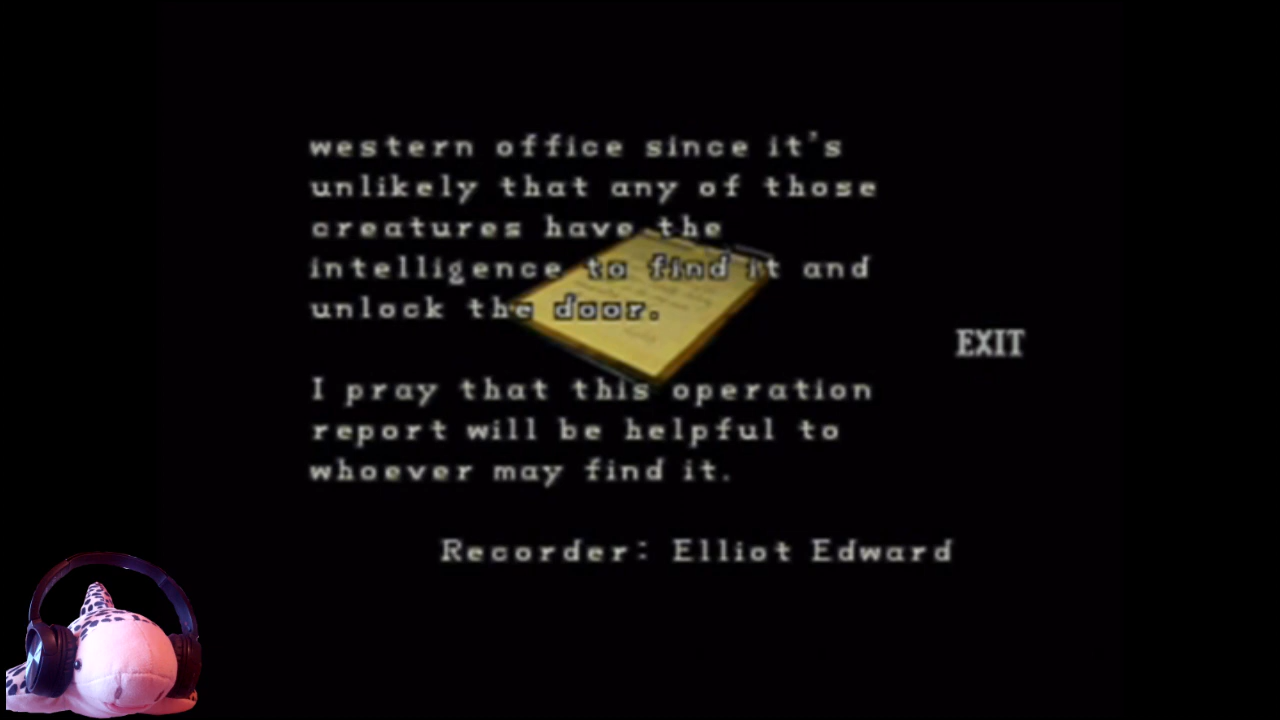 western office since it's
unlikely that any of those
creatures have the
intelligence to find it and
unlock the door.
EXIT
I pray that this operation
report will be helpful to
whoever may find it.
Recorder: Elliot Edward